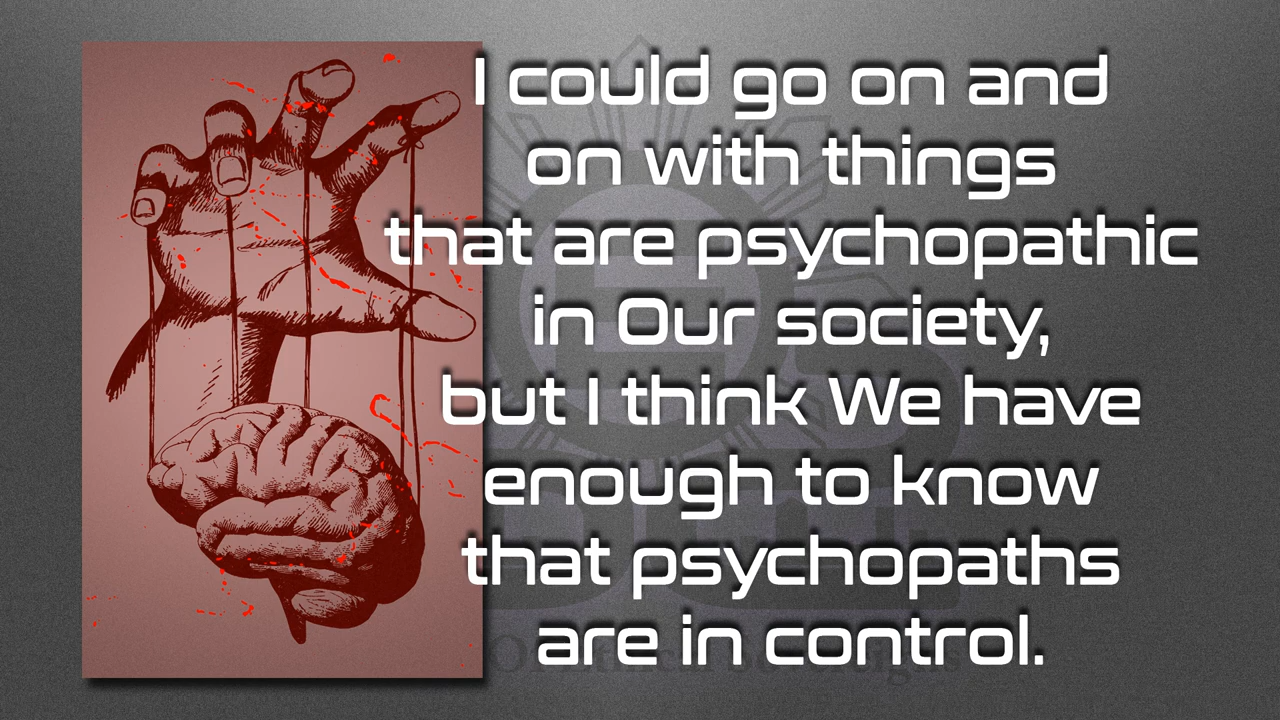 I could go on and
on with things
that are psychopathic
in Our society,
but I think We have
enough to know
that psychopaths
are in control.